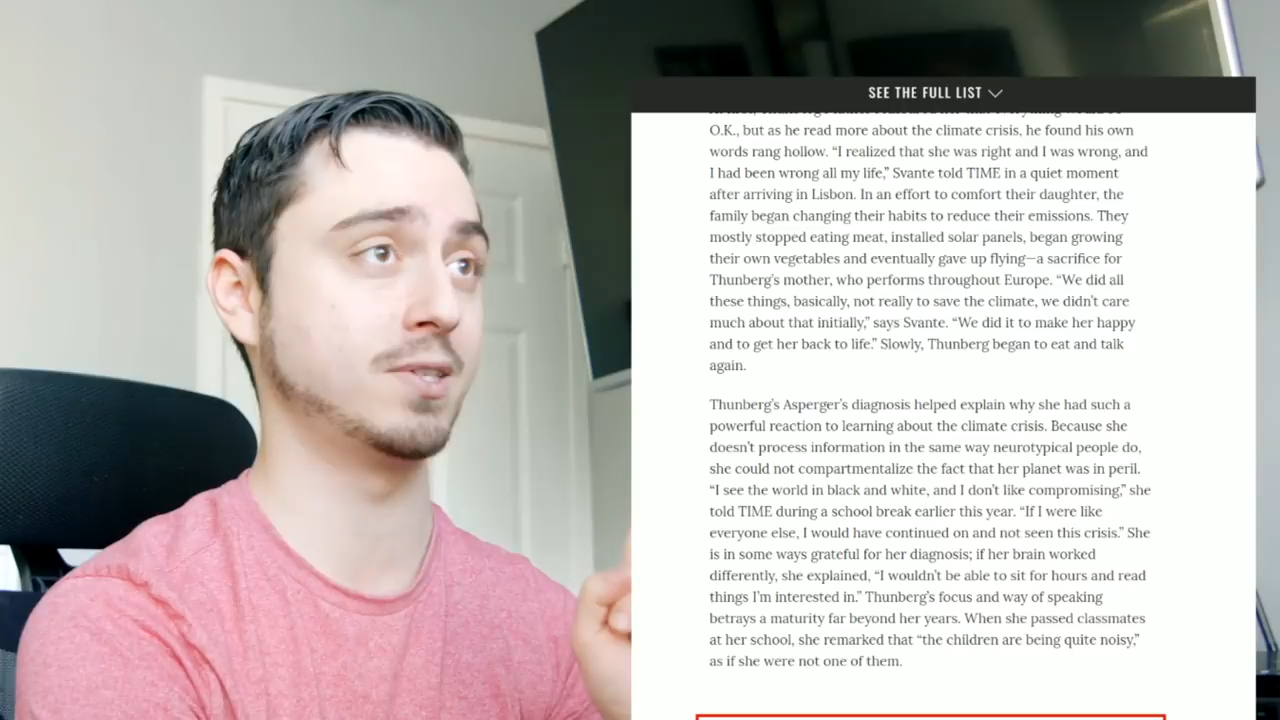 SEE THE FULL LIST
O.K., but as he read more about the climate crisis, he found his own
words rang hollow. “I realized that she was right and I was wrong, and
I had been wrong all my life,” Svante told TIME in a quiet moment
after arriving in Lisbon. In an effort to comfort their daughter, the
family began changing their habits to reduce their emissions. They
mostly stopped eating meat, installed solar panels, began growing
their own vegetables and eventually gave up flying—a sacrifice for
Thunberg’s mother, who performs throughout Europe. “We did all
these things, basically, not really to save the climate, we didn’t care
much about that initially,” says Svante. “We did it to make her happy
and to get her back to life.” Slowly, Thunberg began to eat and talk
again.
Thunberg’s Asperger’s diagnosis helped explain why she had such a
powerful reaction to learning about the climate crisis. Because she
doesn’t process information in the same way neurotypical people do,
she could not compartmentalize the fact that her planet was in peril.
“I see the world in black and white, and I don’t like compromising,” she
told TIME during a school break earlier this year. “If I were like
everyone else, I would have continued on and not seen this crisis.” She
is in some ways grateful for her diagnosis; if her brain worked
differently, she explained, “I wouldn’t be able to sit for hours and read
things I’m interested in.” Thunberg’s focus and way of speaking
betrays a maturity far beyond her years. When she passed classmates
at her school, she remarked that “the children are being quite noisy,”
as if she were not one of them.